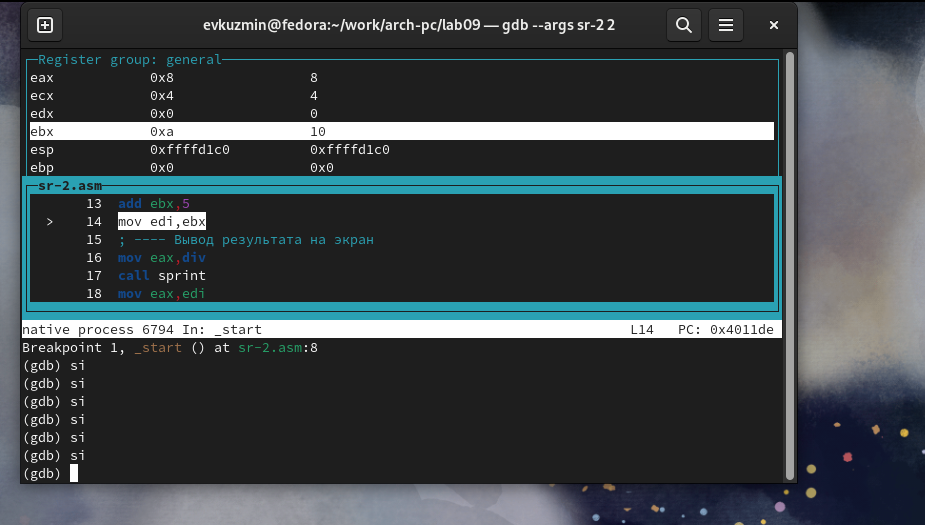 evkuzmin@fedora:~/work/arch-pc/lab09 — gdb --args sr-2 2
Register group: general
eax 0x8 8
ecx 0x4 4
edx 0x0 0
ebx 0xa 10
esp 0xffffd1c0 0xffffd1c0
ebp 0x0 0x0
sr-2.asm
13 add ebx,5
> 14 mov edi,ebx
15 ; ---- Вывод результата на экран
16 mov eax,div
17 call sprint
18 mov eax,edi
native process 6794 In: _start L14 PC: 0x4011de
Breakpoint 1, _start () at sr-2.asm:8
(gdb) si
(gdb) si
(gdb) si
(gdb) si
(gdb) si
(gdb) si
(gdb)